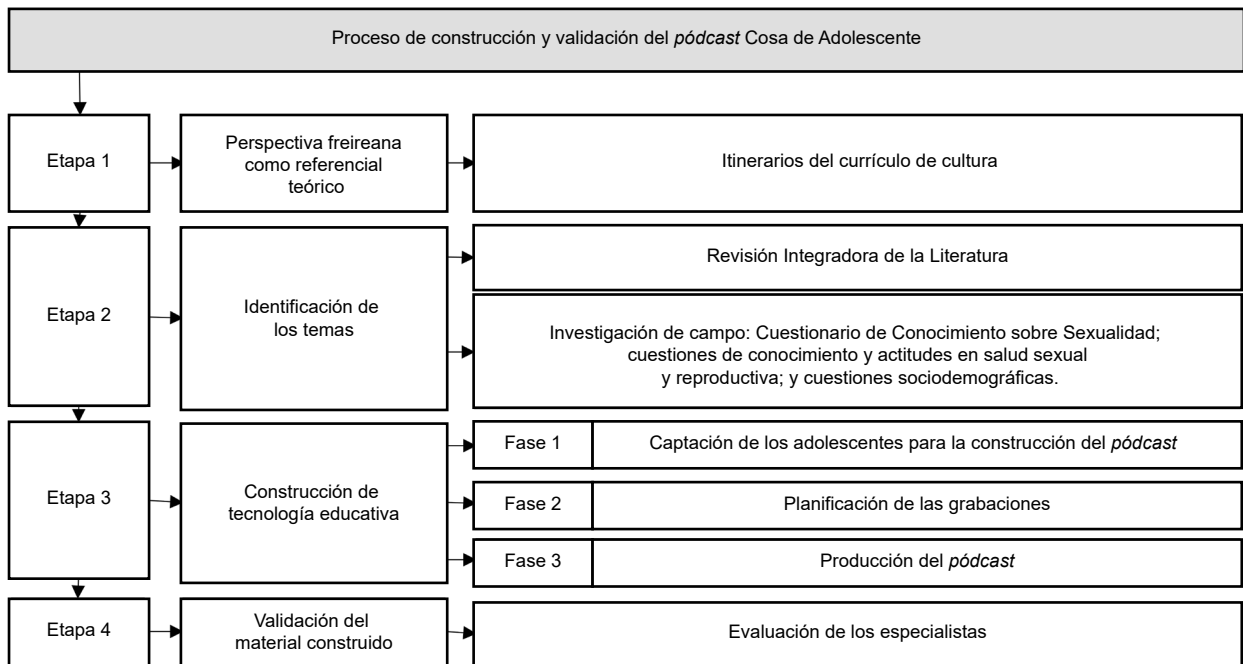 Proceso de construcción y validación del pódcast Cosa de Adolescente
Etapa 1
Perspectiva freireana
como referencial
teórico
Itinerarios del currículo de cultura
Etapa 2
Identificación de
los temas
Revisión Integradora de la Literatura
Investigación de campo: Cuestionario de Conocimiento sobre Sexualidad;
cuestiones de conocimiento y actitudes en salud sexual
y reproductiva; y cuestiones sociodemográficas.
Etapa 3
Construcción de
tecnología educativa
Fase 1
Captación de los adolescentes para la construcción del pódcast
Fase 2
Planificación de las grabaciones
Fase 3
Producción del pódcast
Etapa 4
Validación del
material construido
Evaluación de los especialistas